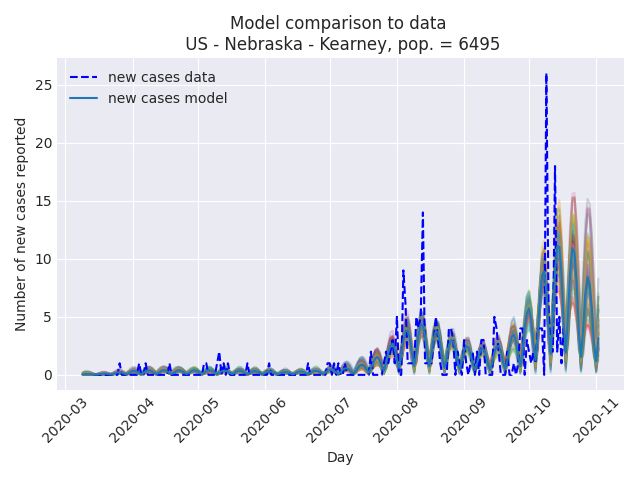 Model comparison to data
US - Nebraska - Kearney, pop. = 6495
new cases data
new cases model
Number of new cases reported
25
20
15
10
5
0
2020-03
2020-04
2020-05
2020-06
2020-07
2020-08
2020-09
2020-10
2020-11
Day